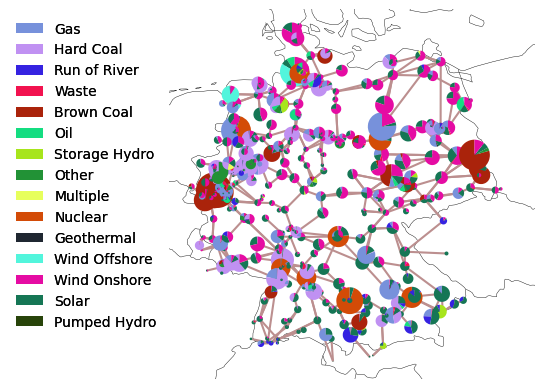 Gas
Hard Coal
Run of River
Waste
Brown Coal
Oil
Storage Hydro
Other
Multiple
Nuclear
Geothermal
Wind Offshore
Wind Onshore
Solar
Pumped Hydro